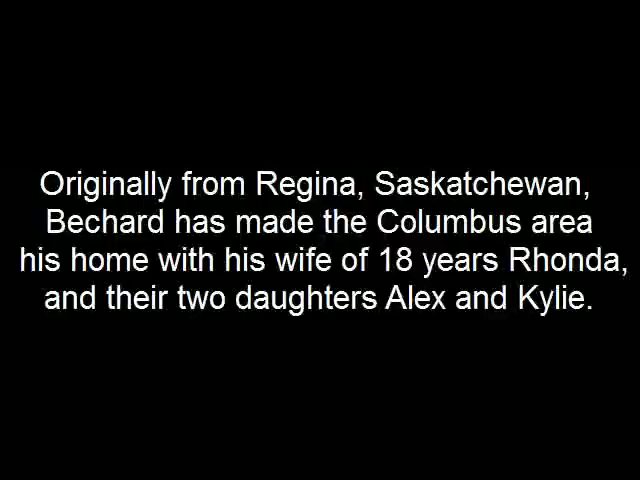 Originally from Regina, Saskatchewan,
Bechard has made the Columbus area
his home with his wife of 18 years Rhonda,
and their two daughters Alex and Kylie.